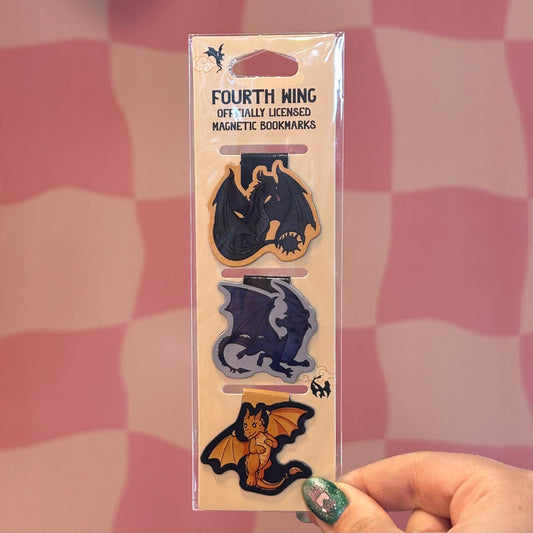 FOURTH WING
OFFICIALLY LICENSED
MAGNETIC BOOKMARKS